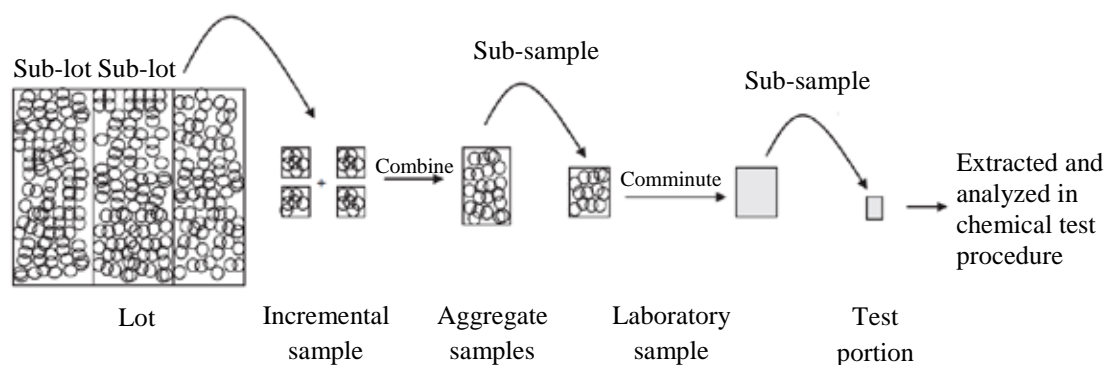 Sub-lot Sub-lot
Sub-sample
Sub-sample
Combine
Comminute
Extracted and
analyzed in
chemical test
procedure
Lot
Incremental
sample
Aggregate
samples
Laboratory
sample
Test
portion